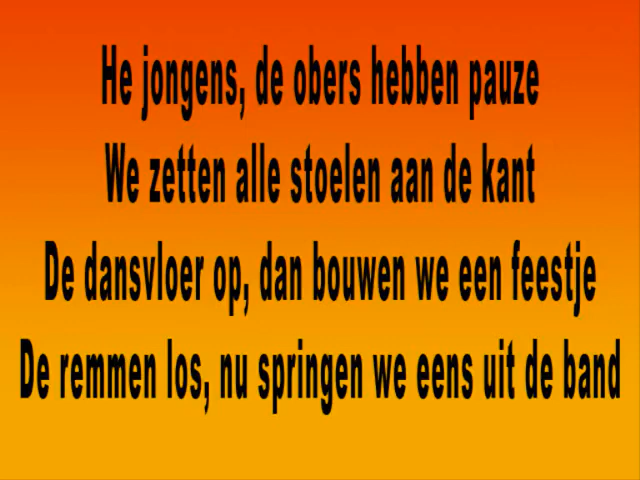 He jongens, de obers hebben pauze
We zetten alle stoelen aan de kant
De dansvloer op, dan bouwen we een feestje
De remmen los, nu springen we eens uit de band